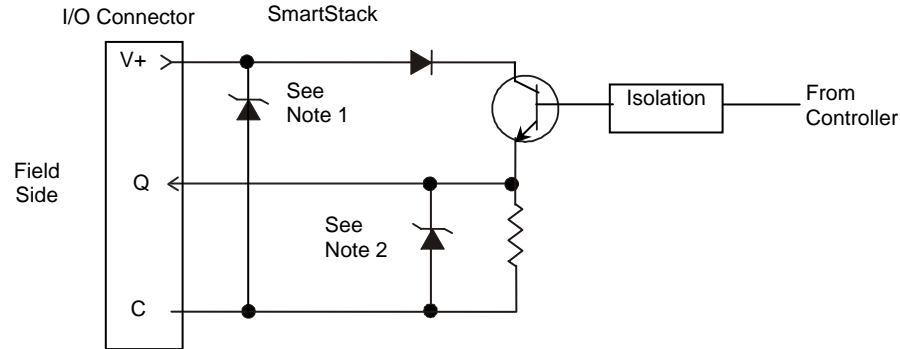 I/O Connector
SmartStack
V+
See
Note 1
Isolation
From
Controller
Field
Side
Q
See
Note 2
C